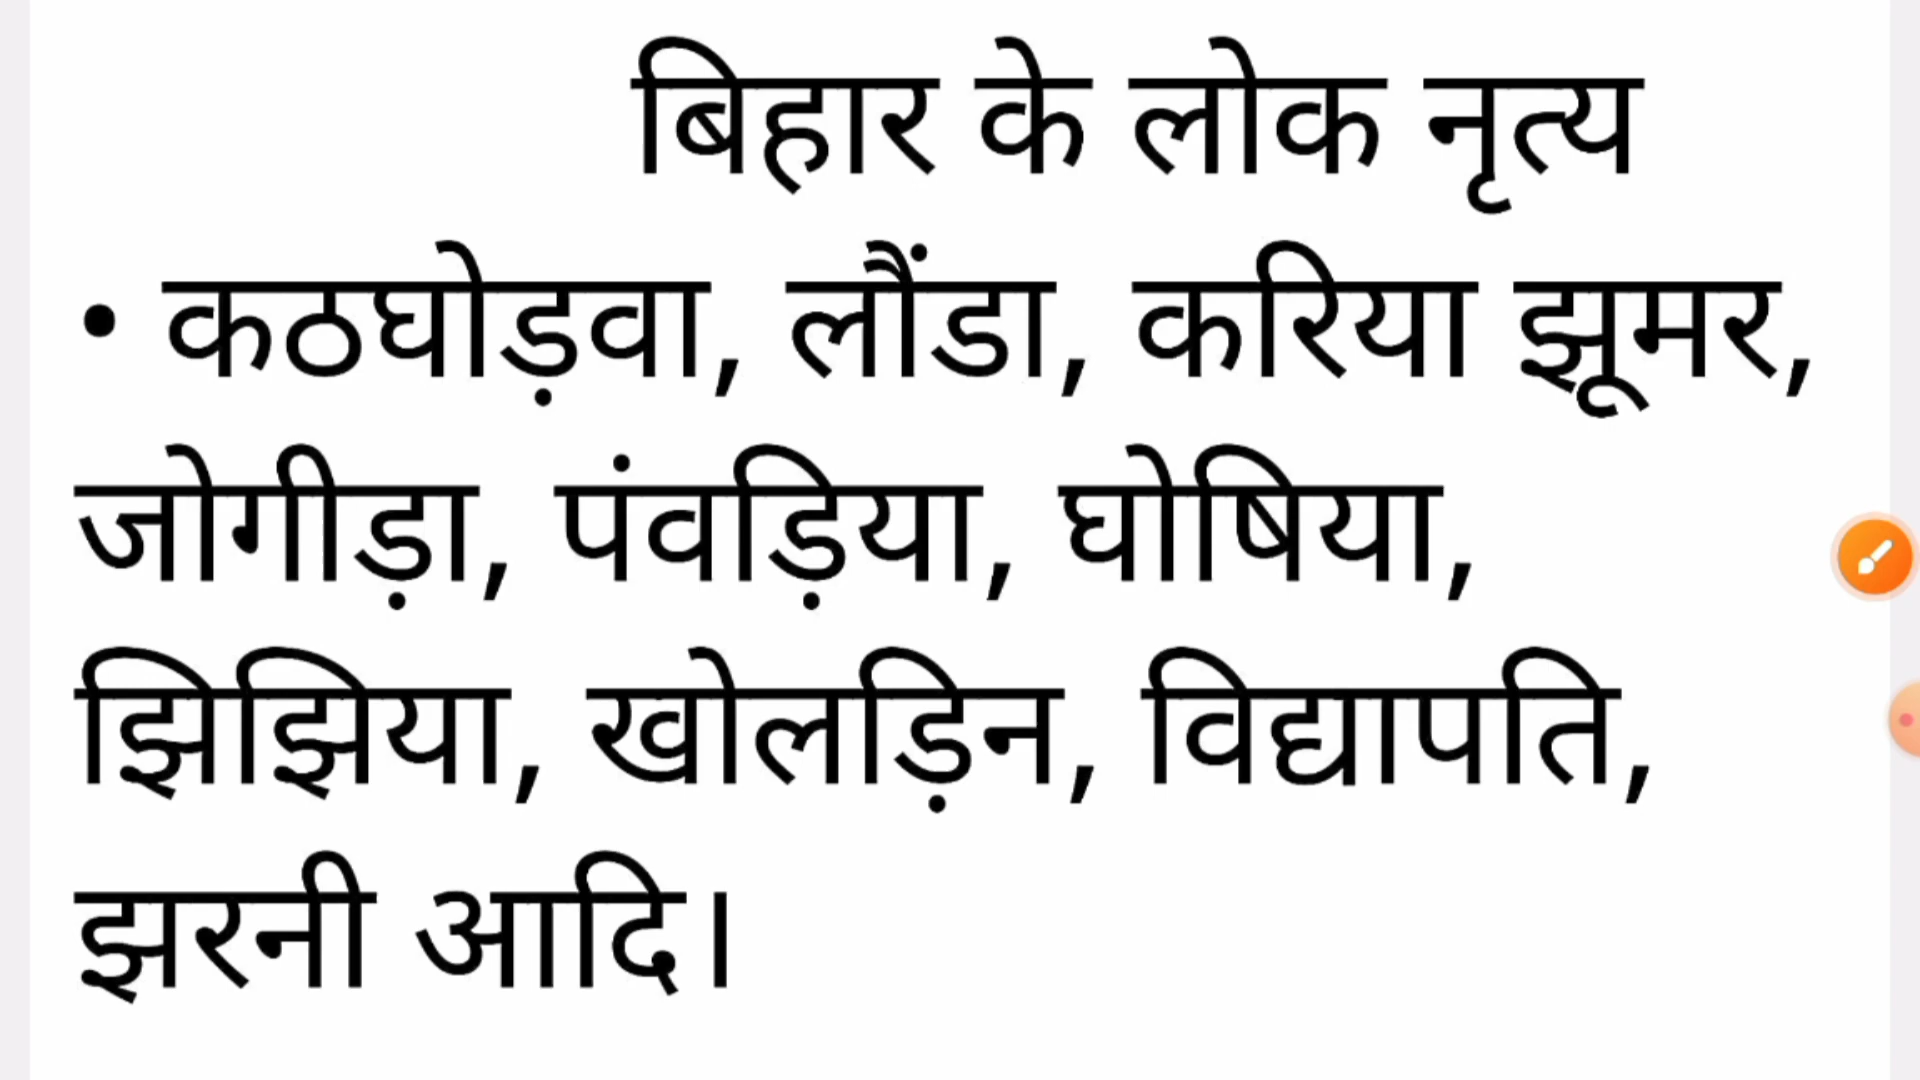 बिहार के लोक नृत्य
• कठघोड़वा, लौंडा, करिया झूमर,
जोगीड़ा, पंवड़िया, घोषिया,
झिझिया, खोलड़िन, विद्यापति,
झरनी आदि।